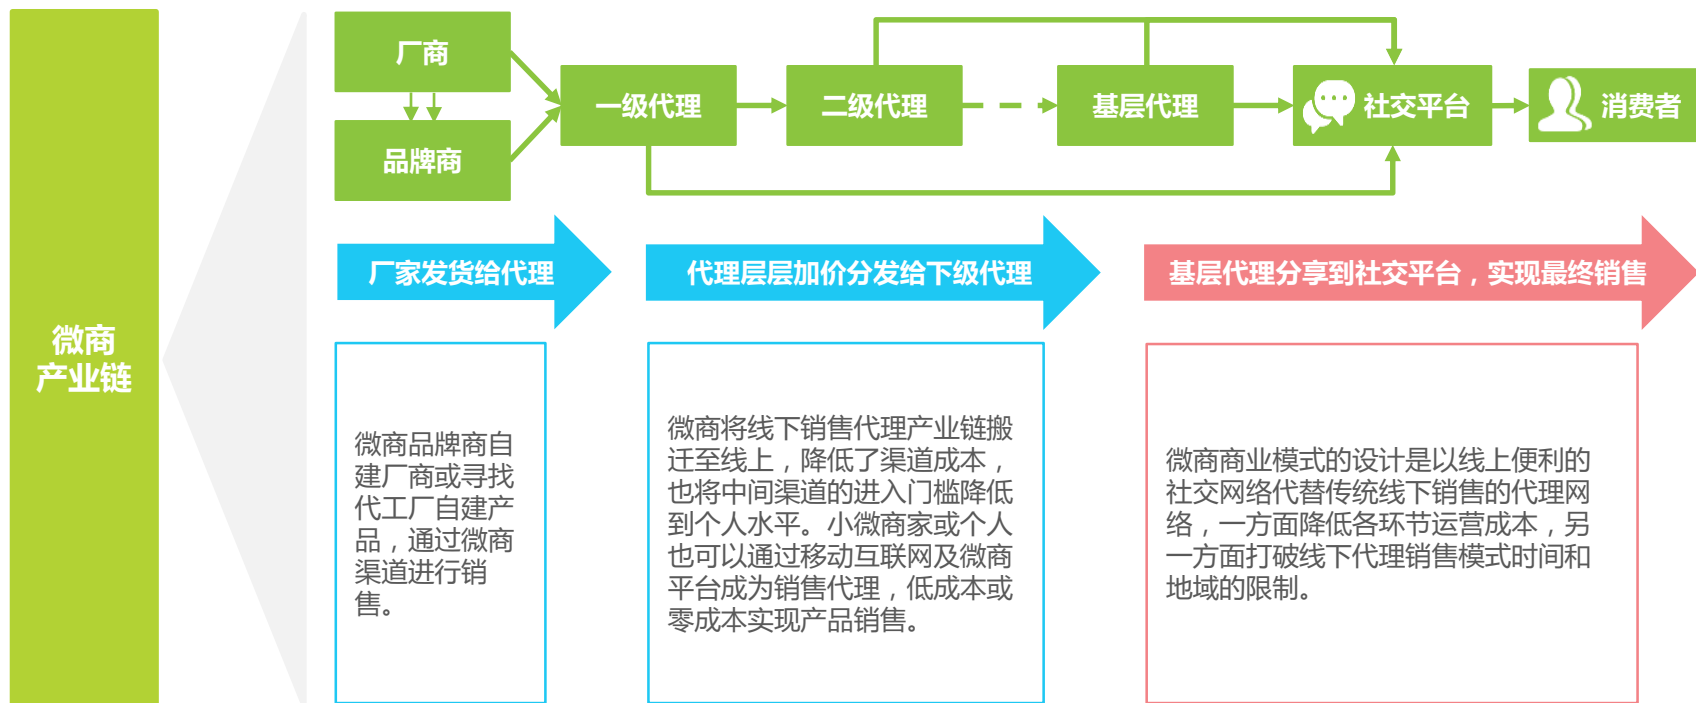 微商
产业链
厂商
品牌商
一级代理
二级代理
基层代理
社交平台
消费者
厂家发货给代理
代理层层加价分发给下级代理
基层代理分享到社交平台，实现最终销售
微商品牌商自
建厂商或寻找
代工厂自建产
品，通过微商
渠道进行销
售。
微商将线下销售代理产业链搬
迁至线上，降低了渠道成本，
也将中间渠道的进入门槛降低
到个人水平。小微商家或个人
也可以通过移动互联网及微商
平台成为销售代理，低成本或
零成本实现产品销售。
微商商业模式的设计是以线上便利的
社交网络代替传统线下销售的代理网
络，一方面降低各环节运营成本，另
一方面打破线下代理销售模式时间和
地域的限制。